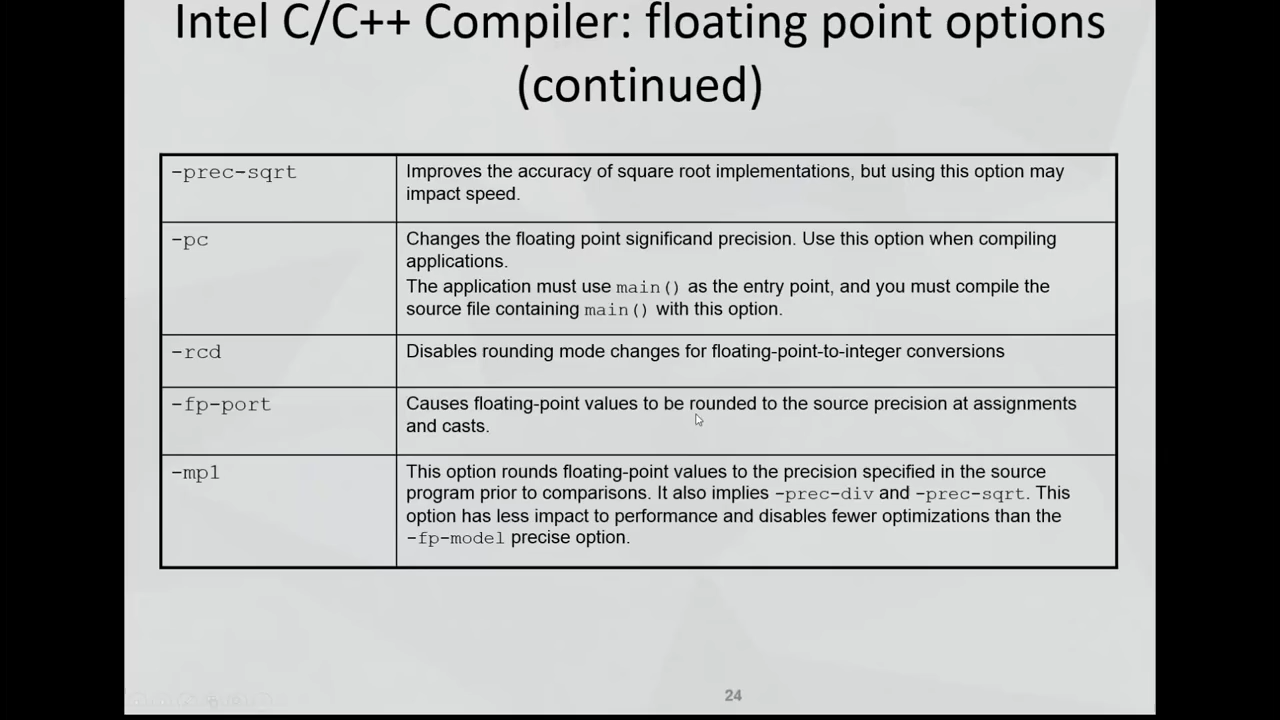 Intel C/C++ Compiler: floating point options
(continued)
-prec-sqrt
Improves the accuracy of square root implementations, but using this option may
impact speed.
-pc
Changes the floating point significand precision. Use this option when compiling
applications.
The application must use main() as the entry point, and you must compile the
source file containing main() with this option.
-rcd
Disables rounding mode changes for floating-point-to-integer conversions
-fp-port
Causes floating-point values to be rounded to the source precision at assignments
and casts.
-mp1
This option rounds floating-point values to the precision specified in the source
program prior to comparisons. It also implies -prec-div and -prec-sqrt. This
option has less impact to performance and disables fewer optimizations than the
-fp-model precise option.
24